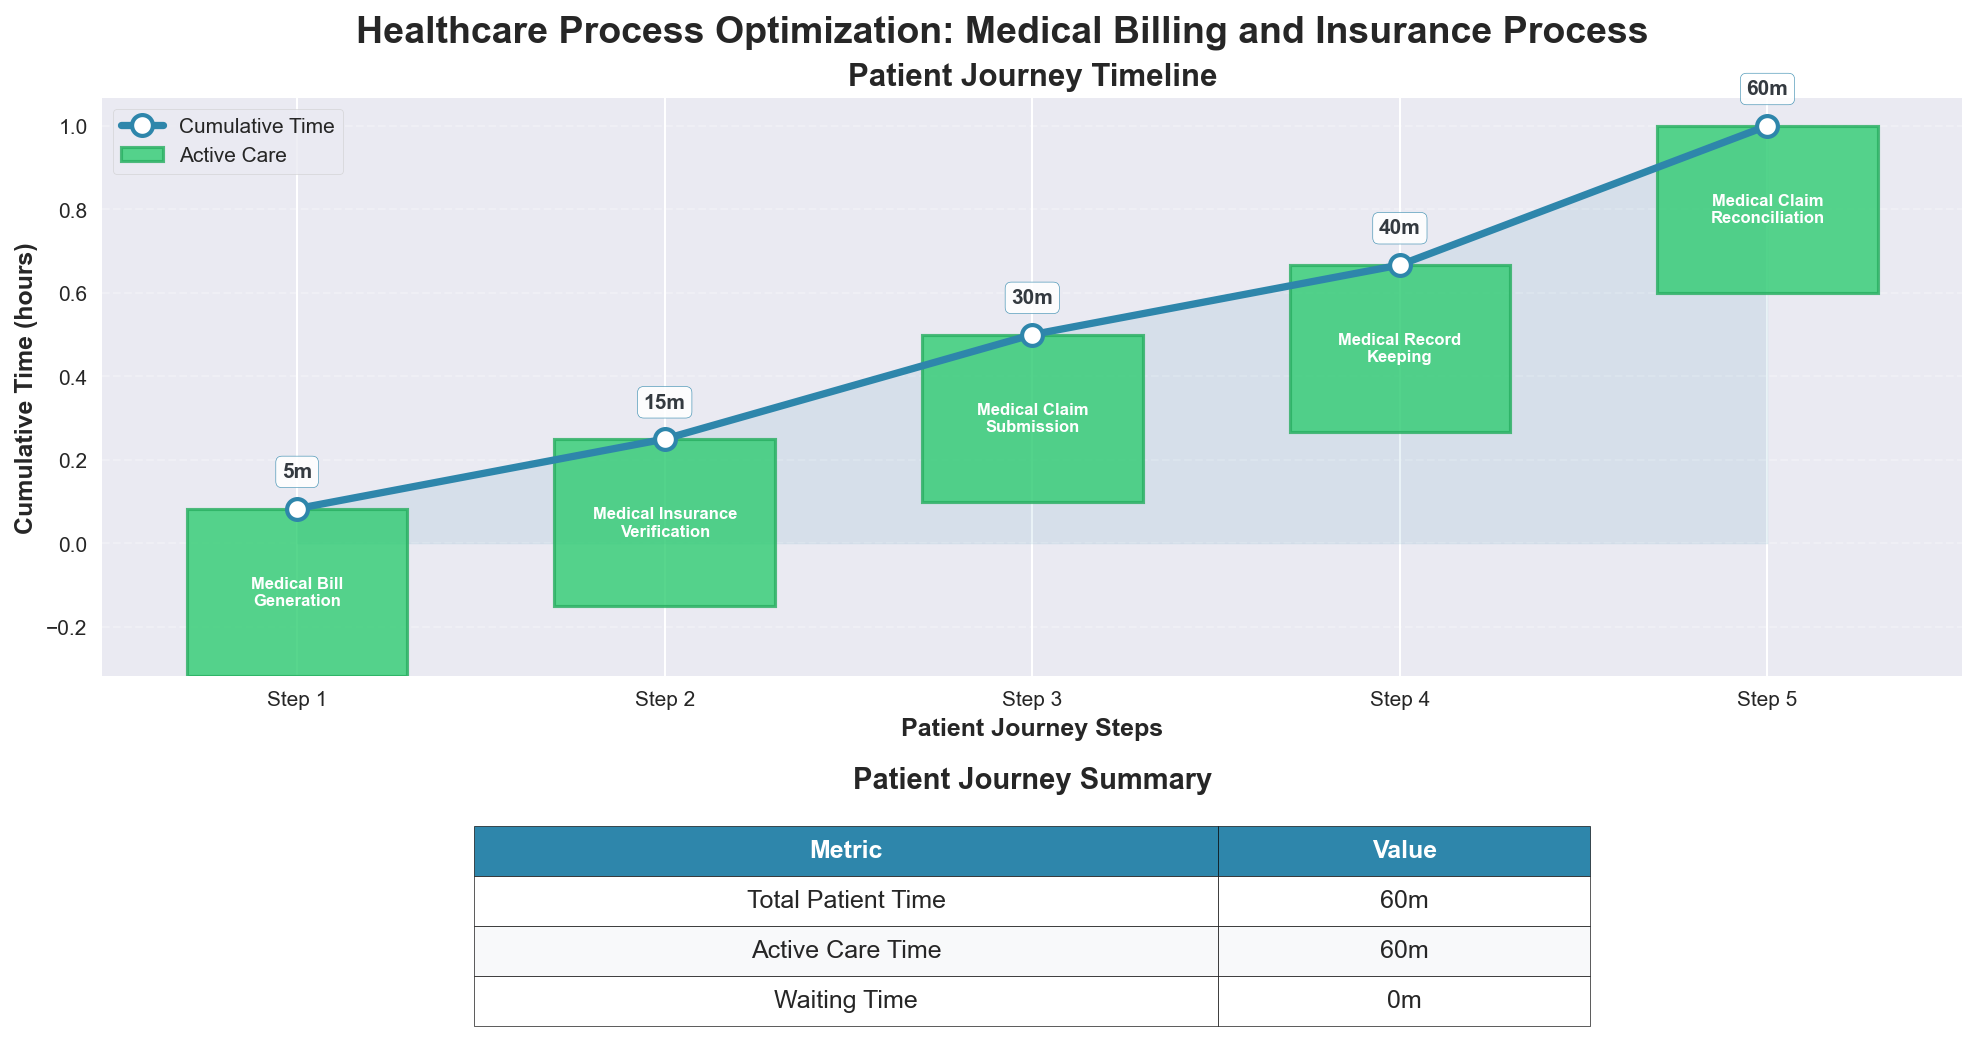 Healthcare Process Optimization: Medical Billing and Insurance Process
Patient Journey Timeline
Cumulative Time (hours)
1.0
0.8
0.6
0.4
0.2
0.0
−0.2
Cumulative Time
Active Care
5m
15m
30m
40m
60m
Medical Bill
Generation
Medical Insurance
Verification
Medical Claim
Submission
Medical Record
Keeping
Medical Claim
Reconciliation
Step 1
Step 2
Step 3
Step 4
Step 5
Patient Journey Steps
Patient Journey Summary
Metric Value
Total Patient Time 60m
Active Care Time 60m
Waiting Time 0m